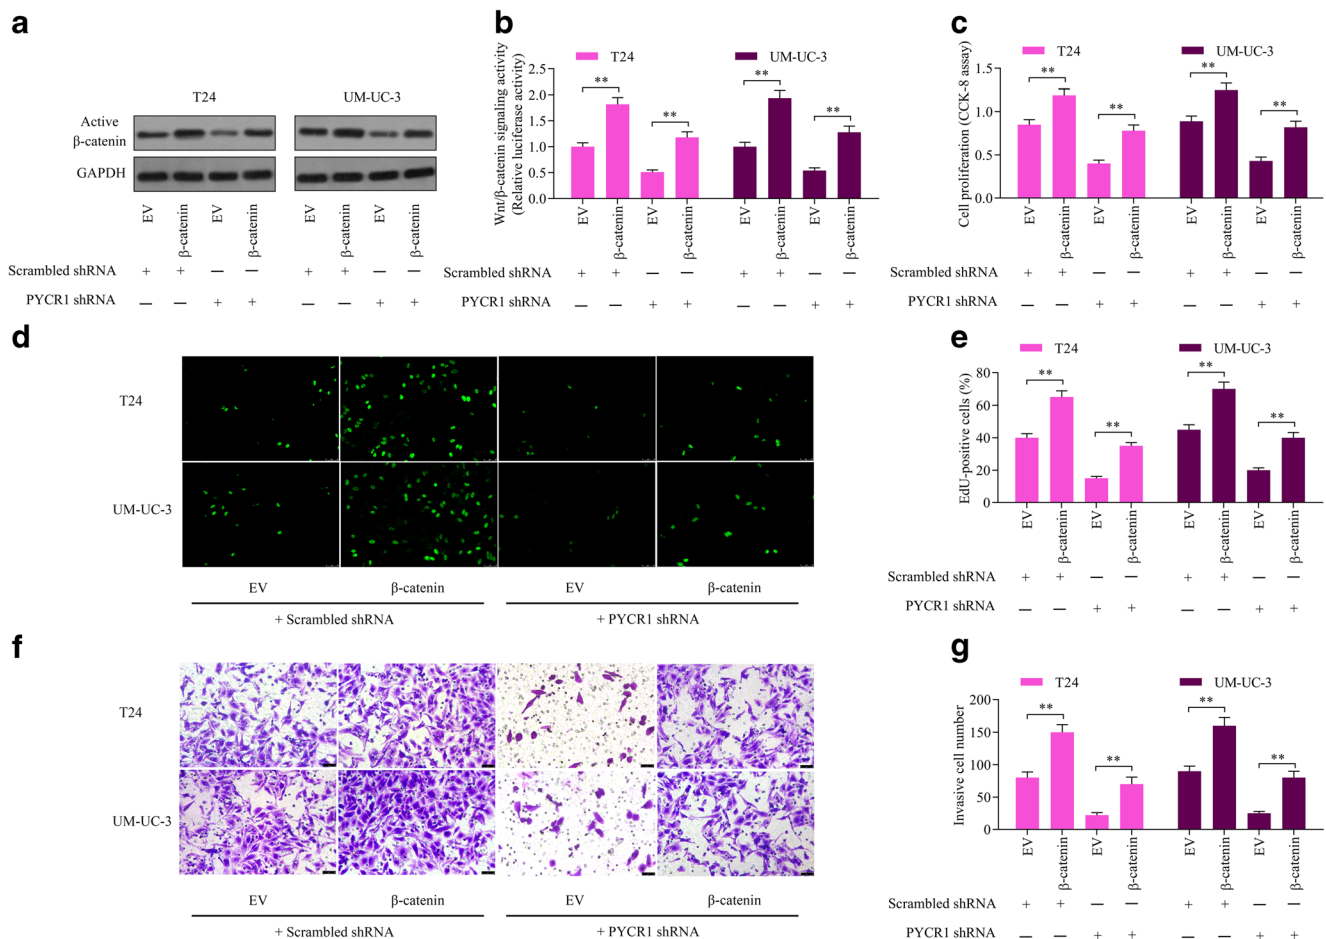 a
T24
UM-UC-3
Active
β-catenin
GAPDH
EV
β-catenin
EV
β-catenin
EV
β-catenin
EV
β-catenin
Scrambled shRNA + + — — + + — —
PYCR1 shRNA — — + + — — + +
b
T24
UM-UC-3
Wnt/β-catenin signaling activity
(Relative luciferase activity)
2.5
2.0
1.5
1.0
0.5
0.0
**
**
**
**
EV
β-catenin
EV
β-catenin
EV
β-catenin
EV
β-catenin
Scrambled shRNA + + — — + + — —
PYCR1 shRNA — — + + — — + +
c
T24
UM-UC-3
Cell proliferation (CCK-8 assay)
1.5
1.0
0.5
0.0
**
**
**
**
EV
β-catenin
EV
β-catenin
EV
β-catenin
EV
β-catenin
Scrambled shRNA + + — — + + — —
PYCR1 shRNA — — + + — — + +
d
T24
UM-UC-3
EV
β-catenin
EV
β-catenin
+ Scrambled shRNA
+ PYCR1 shRNA
e
T24
UM-UC-3
EdU-positive cells (%)
80
60
40
20
0
**
**
**
**
EV
β-catenin
EV
β-catenin
EV
β-catenin
EV
β-catenin
Scrambled shRNA + + — — + + — —
PYCR1 shRNA — — + + — — + +
f
T24
UM-UC-3
EV
β-catenin
EV
β-catenin
+ Scrambled shRNA
+ PYCR1 shRNA
g
T24
UM-UC-3
Invasive cell number
200
150
100
50
0
**
**
**
**
EV
β-catenin
EV
β-catenin
EV
β-catenin
EV
β-catenin
Scrambled shRNA + + — — + + — —
PYCR1 shRNA — — + + — — + +